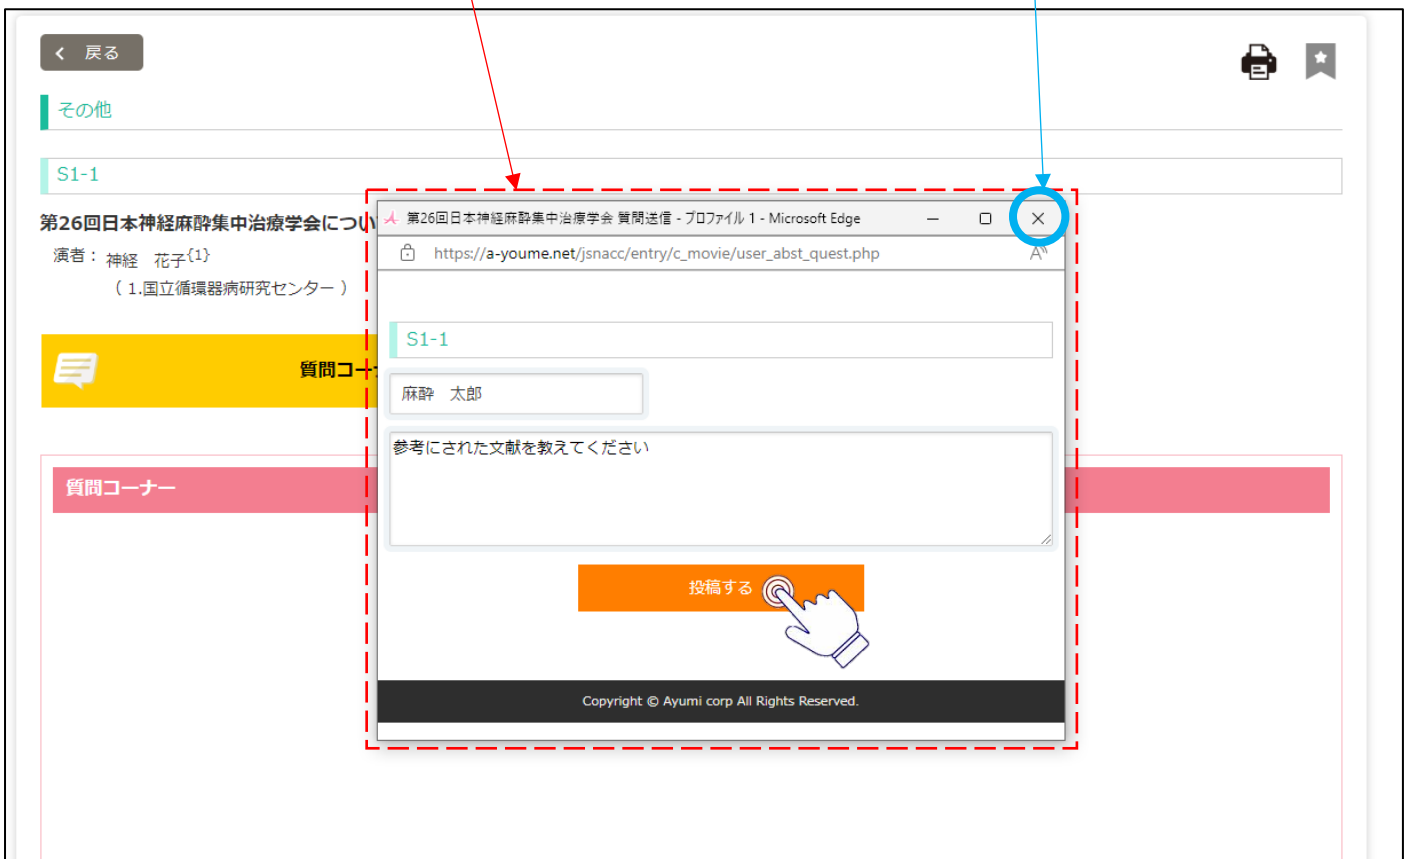 戻る
その他
S1-1
第26回日本神経麻酔集中治療学会につい
演者： 神経　花子{1}
（ 1.国立循環器病研究センター ）
質問コー
質問コーナー
第26回日本神経麻酔集中治療学会 質問送信 - プロファイル 1 - Microsoft Edge
https://a-youme.net/jsnacc/entry/c_movie/user_abst_quest.php
S1-1
麻酔　太郎
参考にされた文献を教えてください
投稿する
Copyright © Ayumi corp All Rights Reserved.